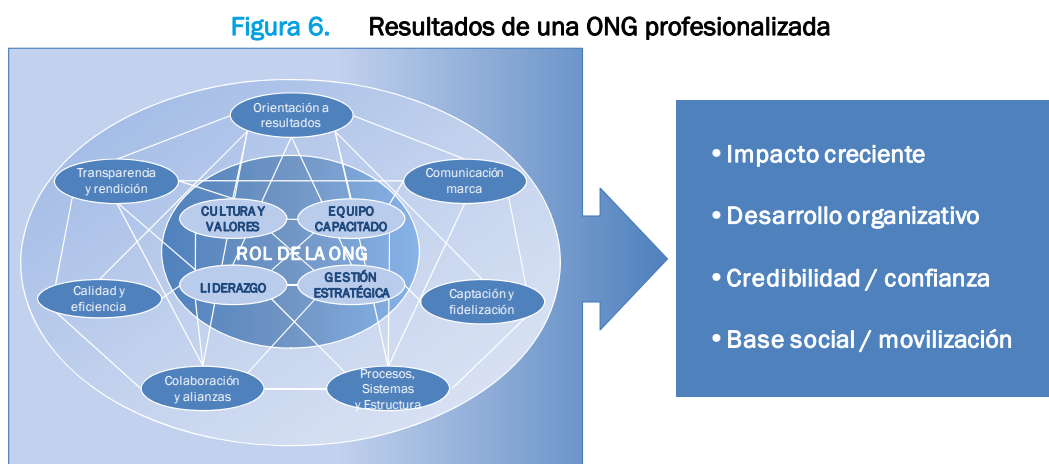 Figura 6. Resultados de una ONG profesionalizada
Orientación a
resultados
Transparencia
y rendición
Comunicación
marca
CULTURA Y
VALORES
EQUIPO
CAPACITADO
ROL DE LA ONG
LIDERAZGO
GESTIÓN
ESTRATÉGICA
Calidad y
eficiencia
Captación y
fidelización
Colaboración
y alianzas
Procesos,
Sistemas
y Estructura
• Impacto creciente
• Desarrollo organizativo
• Credibilidad / confianza
• Base social / movilización